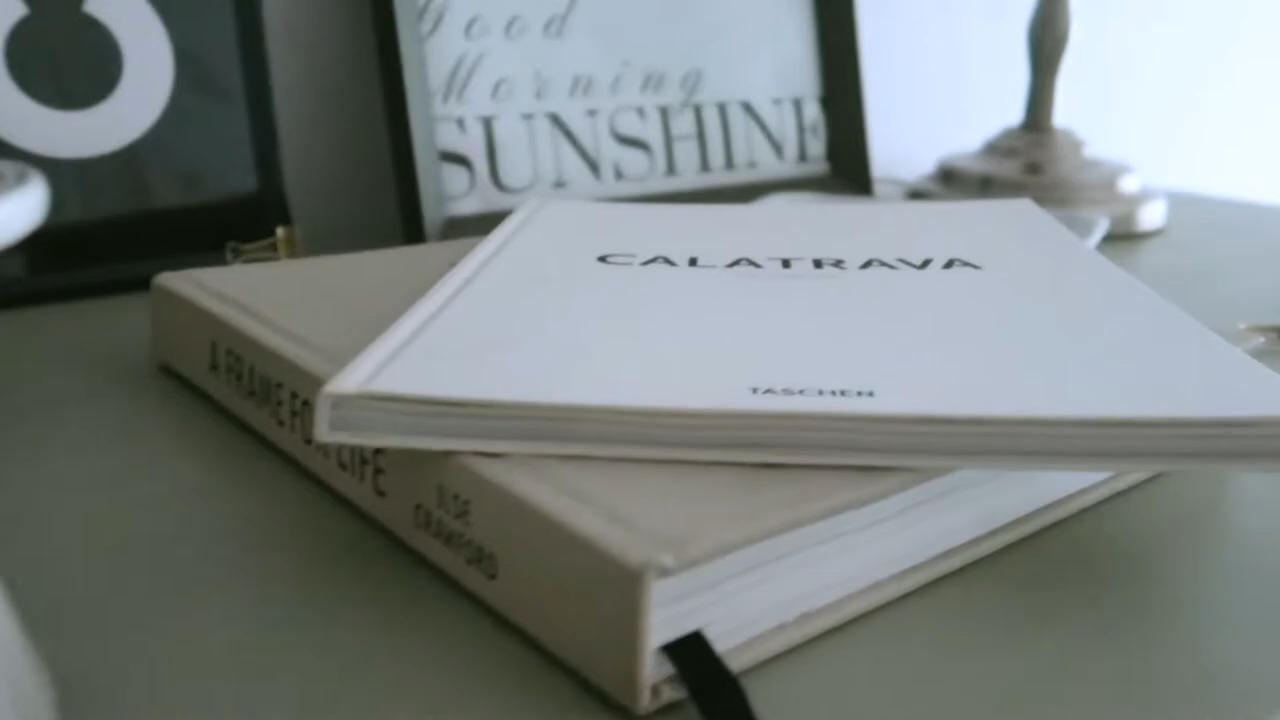 Good
Morning
SUNSHINE
CALATRAVA
TASCHEN
A FRAME FOR LIFE
ILSE
CRAWFORD